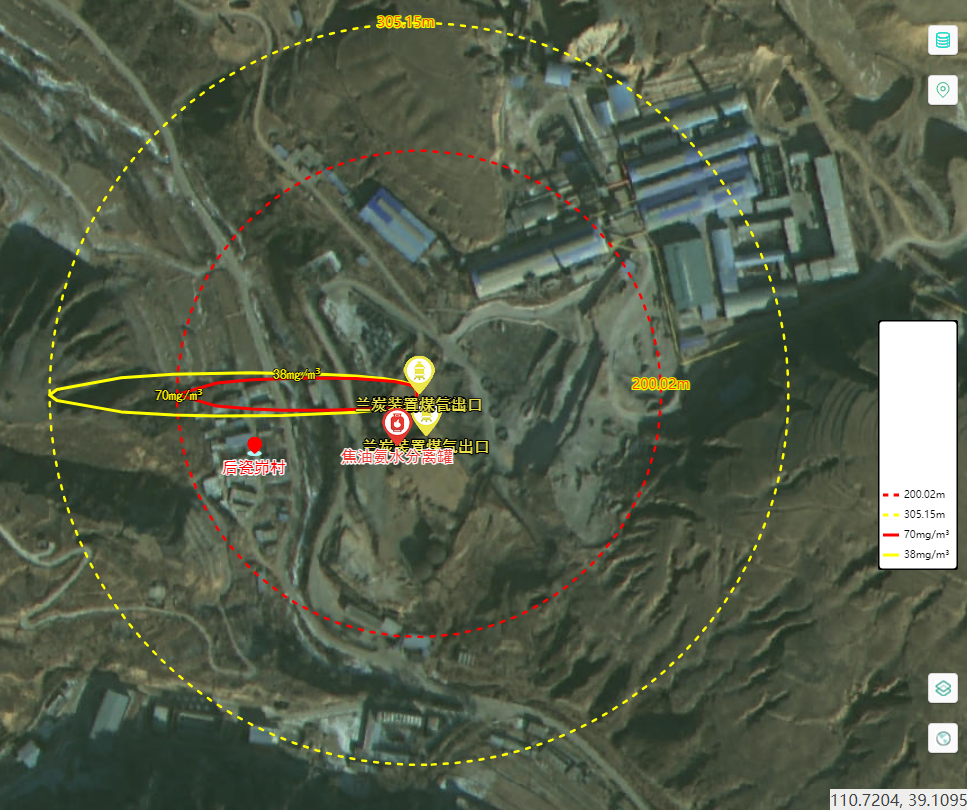 305.15m
38mg/m³
200.02m
70mg/m³
兰炭装置煤气出口
兰炭装置煤气出口
焦油氨水分离罐
后瓷峁村
200.02m
305.15m
70mg/m³
38mg/m³
110.7204, 39.1095